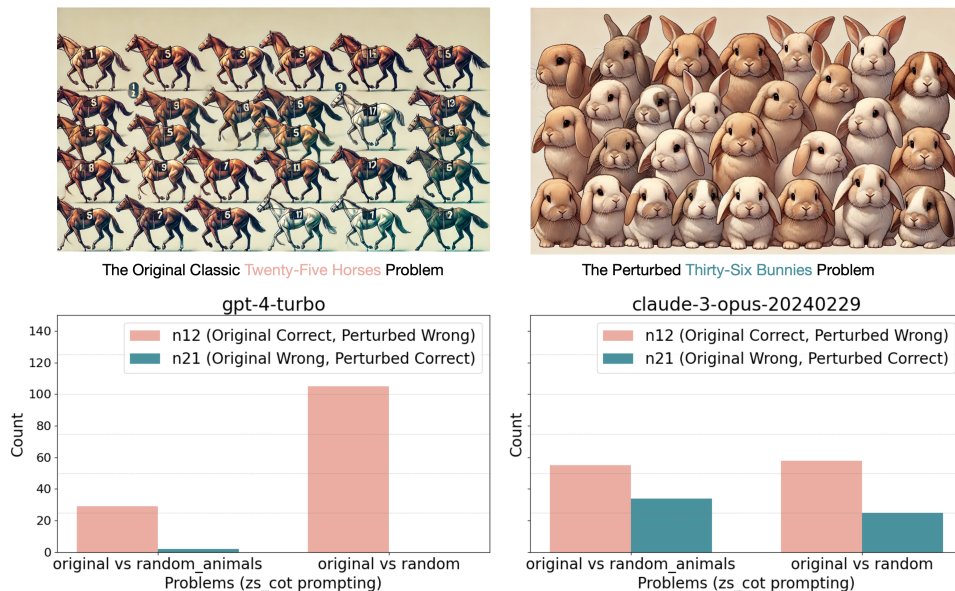 The Original Classic Twenty-Five Horses Problem
The Perturbed Thirty-Six Bunnies Problem
gpt-4-turbo
n12 (Original Correct, Perturbed Wrong)
n21 (Original Wrong, Perturbed Correct)
140
120
100
80
60
40
20
0
Count
original vs random_animals
original vs random
Problems (zs_cot prompting)
claude-3-opus-20240229
n12 (Original Correct, Perturbed Wrong)
n21 (Original Wrong, Perturbed Correct)
Count
original vs random_animals
original vs random
Problems (zs_cot prompting)